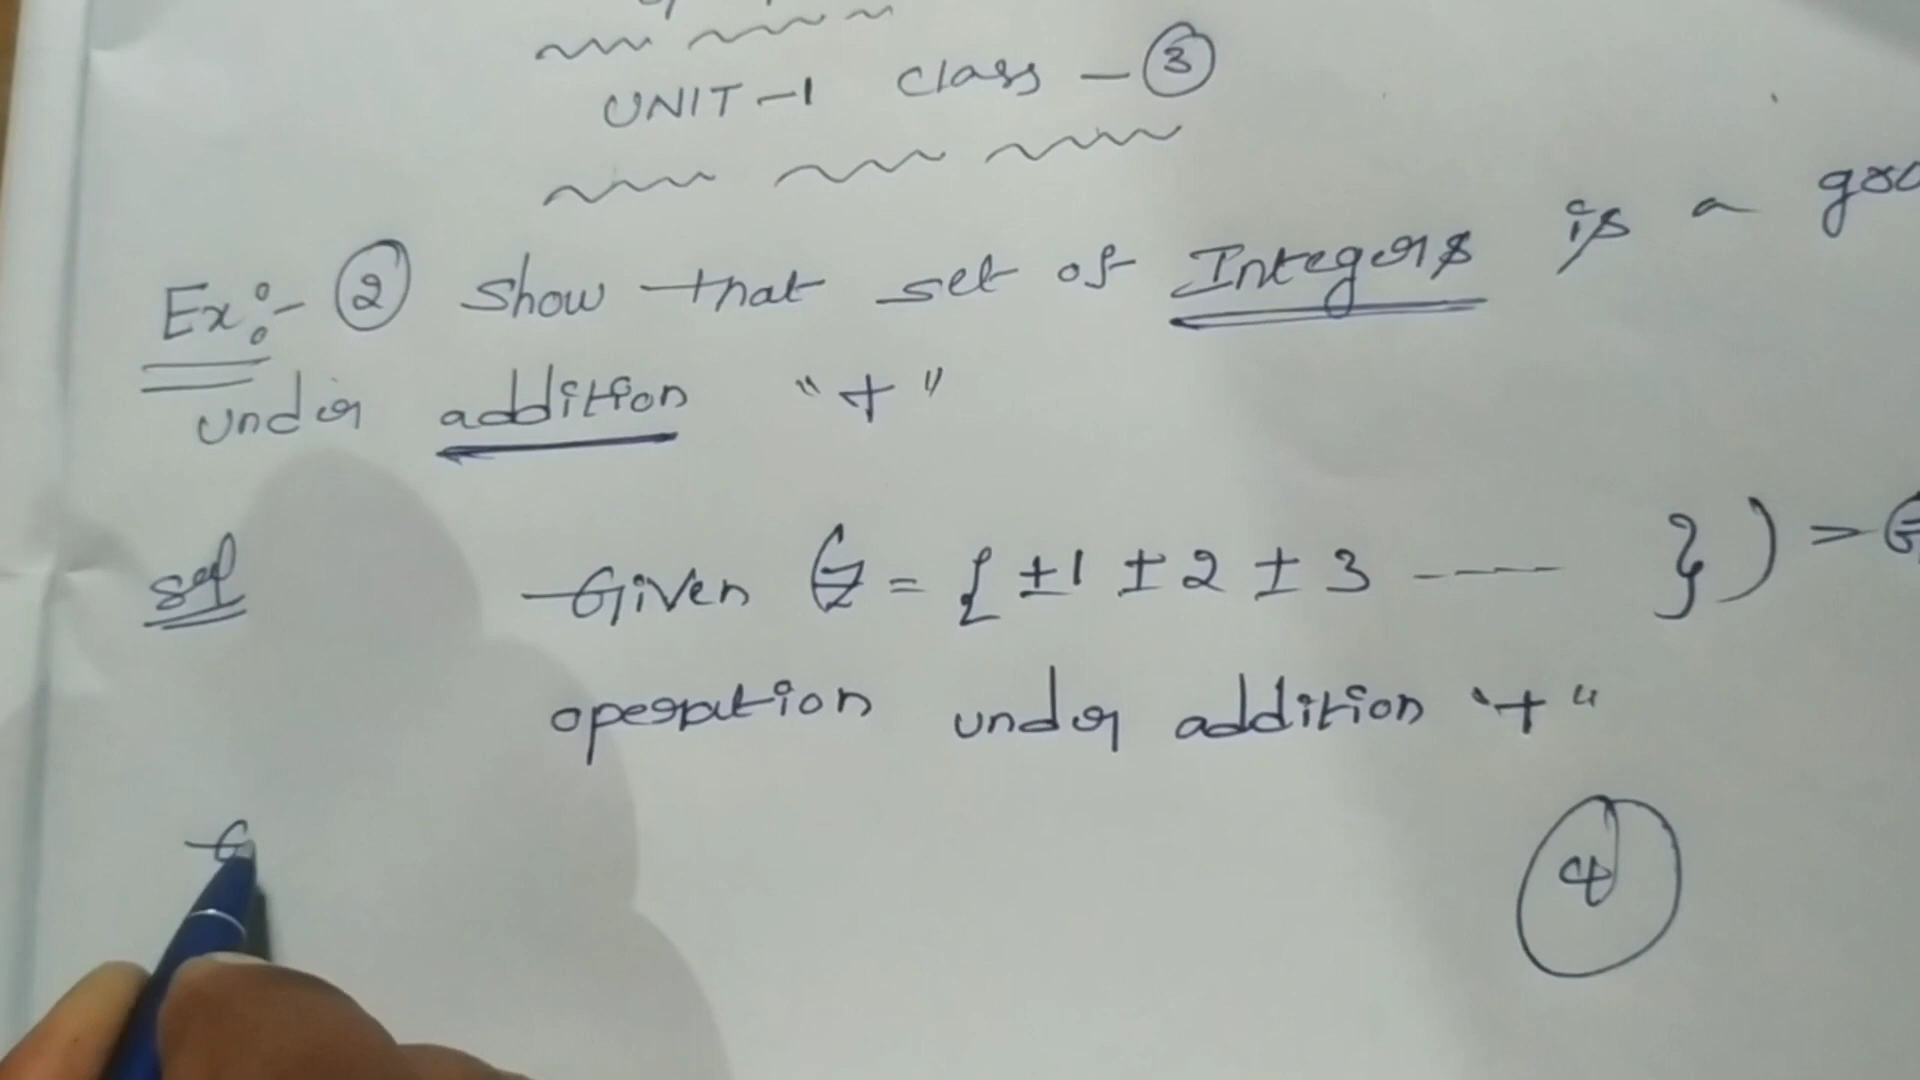 UNIT-1 Class - 3
Ex:- 2 Show that set of Integers is a gro
under addition "+"
Sol Given (Z = { ±1 ±2 ±3 ---- }) = G
operation under addition "+"
G